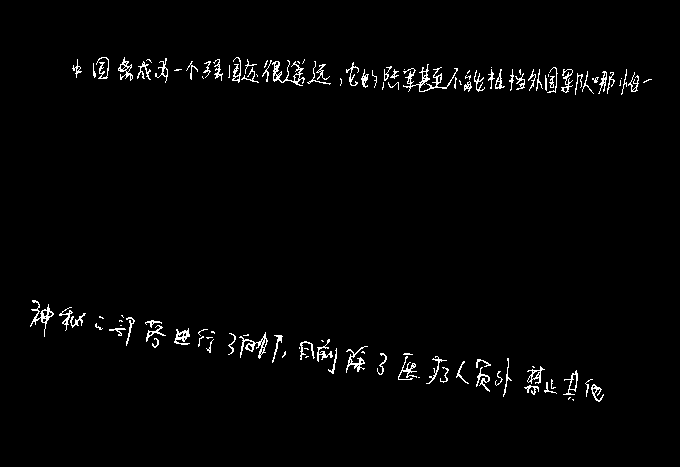 中国要成为一个强国还很遥远,它的陆军甚至不能抵挡外国军队“哪怕一
神秘之部落进行了,目前除了医疗人员外禁止其他